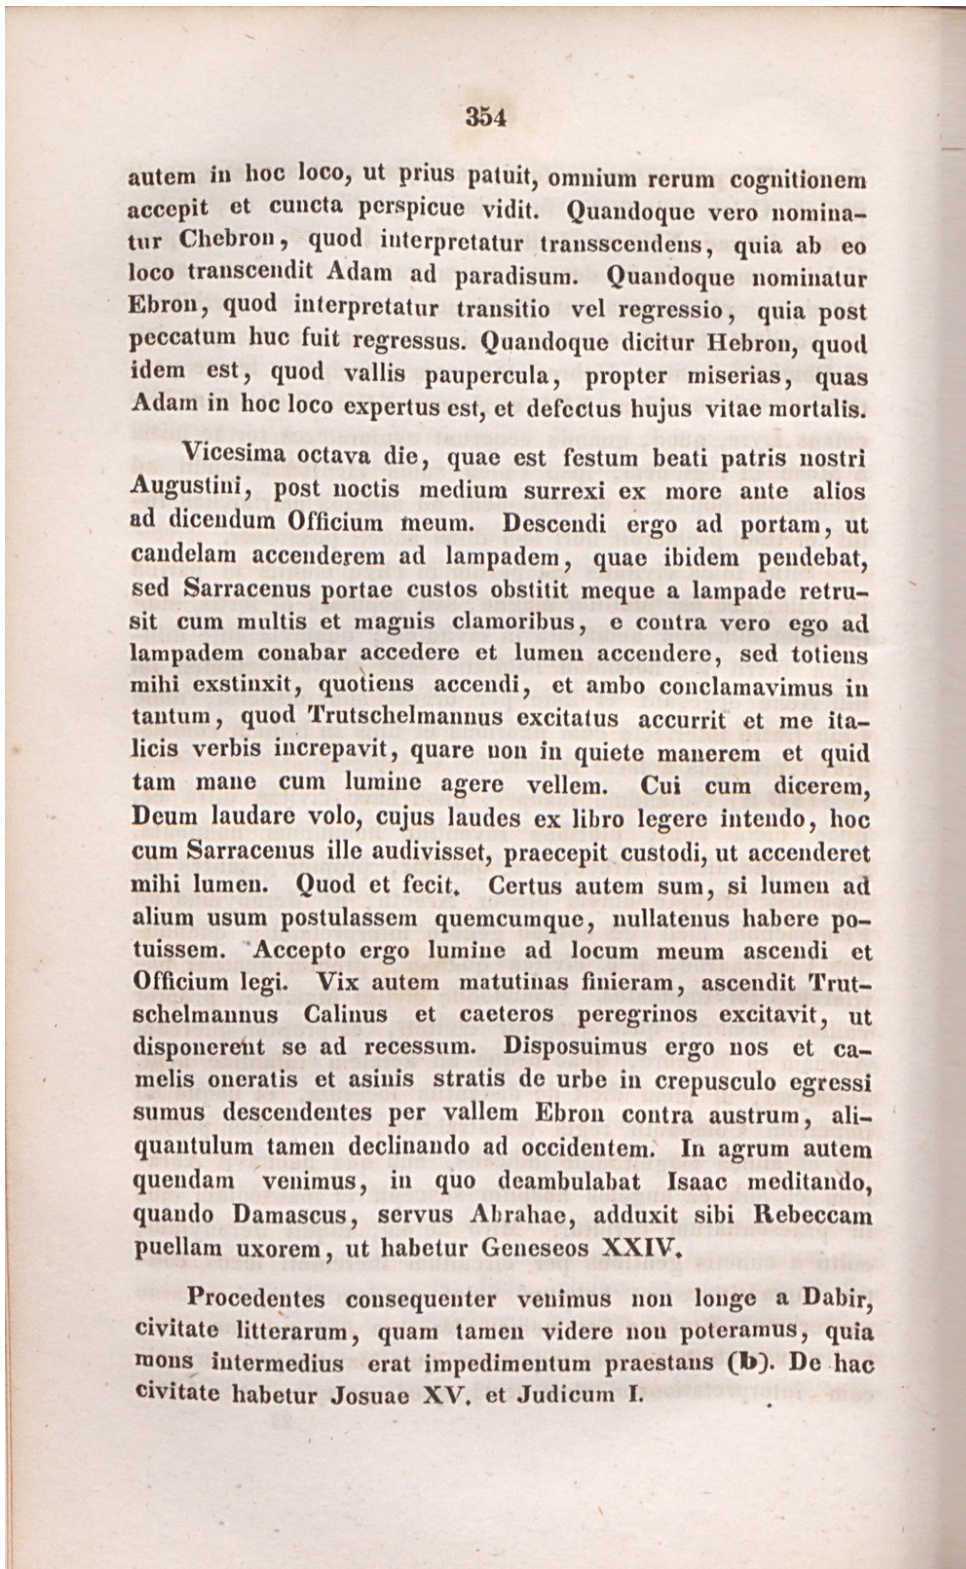 354
autem in hoc loco, ut prius patuit, omnium rerum cognitionem
accepit et cuncta perspicue vidit. Quandoque vero nomina-
tur Chebron, quod interpretatur transscendens, quia ab eo
loco transcendit Adam ad paradisum. Quandoque nominatur
Ebron, quod interpretatur transitio vel regressio, quia post
peccatum huc fuit regressus. Quandoque dicitur Hebron, quod
idem est, quod vallis paupercula, propter miserias, quas
Adam in hoc loco expertus est, et defectus hujus vitae mortalis.
Vicesima octava die, quae est festum beati patris nostri
Augustini, post noctis medium surrexi ex more ante alios
ad dicendum Officium meum. Descendi ergo ad portam, ut
candelam accenderem ad lampadem, quae ibidem pendebat,
sed Sarracenus portae custos obstitit meque a lampade retru-
sit cum multis et magnis clamoribus, e contra vero ego ad
lampadem conabar accedere et lumen accendere, sed totiens
mihi exstinxit, quotiens accendi, et ambo conclamavimus in
tantum, quod Trutschelmannus excitatus accurrit et me ita-
licis verbis increpavit, quare non in quiete manerem et quid
tam mane cum lumine agere vellem. Cui cum dicerem,
Deum laudare volo, cujus laudes ex libro legere intendo, hoc
cum Sarracenus ille audivisset, praecepit custodi, ut accenderet
mihi lumen. Quod et fecit. Certus autem sum, si lumen ad
alium usum postulassem quemcumque, nullatenus habere po-
tuissem. Accepto ergo lumine ad locum meum ascendi et
Officium legi. Vix autem matutinas finieram, ascendit Trut-
schelmannus Calinus et caeteros peregrinos excitavit, ut
disponerent se ad recessum. Disposuimus ergo nos et ca-
melis oneratis et asinis stratis de urbe in crepusculo egressi
sumus descendentes per vallem Ebron contra austrum, ali-
quantulum tamen declinando ad occidentem. In agrum autem
quendam venimus, in quo deambulabat Isaac meditando,
quando Damascus, servus Abrahae, adduxit sibi Rebeccam
puellam uxorem, ut habetur Geneseos XXIV.
Procedentes consequenter venimus non longe a Dabir,
civitate litterarum, quam tamen videre non poteramus, quia
mons intermedius erat impedimentum praestans (b). De hac
civitate habetur Josuae XV. et Judicum I.